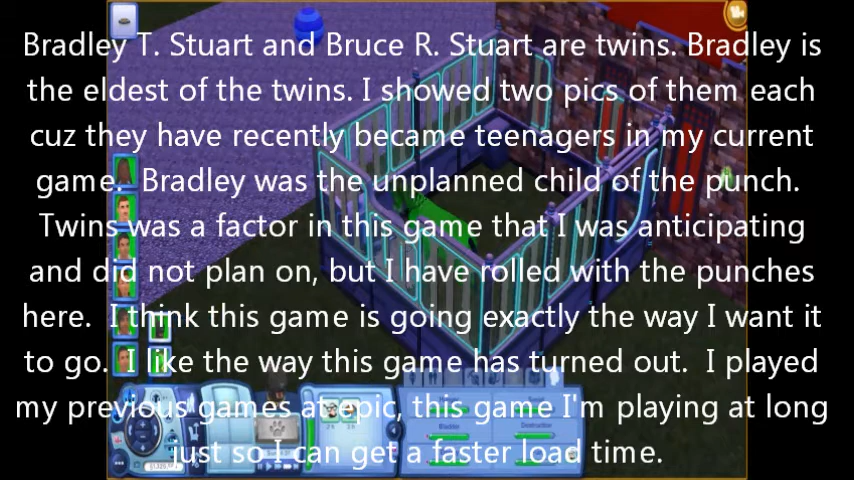 Bradley T. Stuart and Bruce R. Stuart are twins. Bradley is
the eldest of the twins. I showed two pics of them each
cuz they have recently became teenagers in my current
game. Bradley was the unplanned child of the punch.
Twins was a factor in this game that I was anticipating
and did not plan on, but I have rolled with the punches
here. I think this game is going exactly the way I want it
to go. I like the way this game has turned out. I played
my previous games at epic, this game I'm playing at long
just so I can get a faster load time.